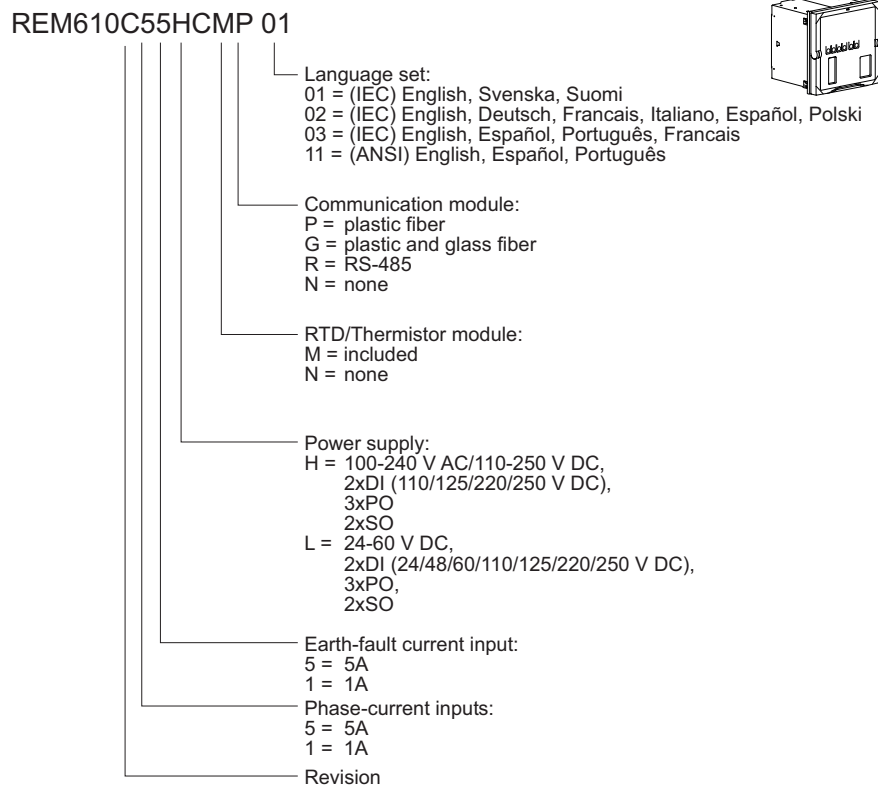 REM610C55HCMP 01
Language set:
01 = (IEC) English, Svenska, Suomi
02 = (IEC) English, Deutsch, Francais, Italiano, Español, Polski
03 = (IEC) English, Español, Português, Francais
11 = (ANSI) English, Español, Português
Communication module:
P = plastic fiber
G = plastic and glass fiber
R = RS-485
N = none
RTD/Thermistor module:
M = included
N = none
Power supply:
H = 100-240 V AC/110-250 V DC,
2xDI (110/125/220/250 V DC),
3xPO
2xSO
L = 24-60 V DC,
2xDI (24/48/60/110/125/220/250 V DC),
3xPO,
2xSO
Earth-fault current input:
5 = 5A
1 = 1A
Phase-current inputs:
5 = 5A
1 = 1A
Revision